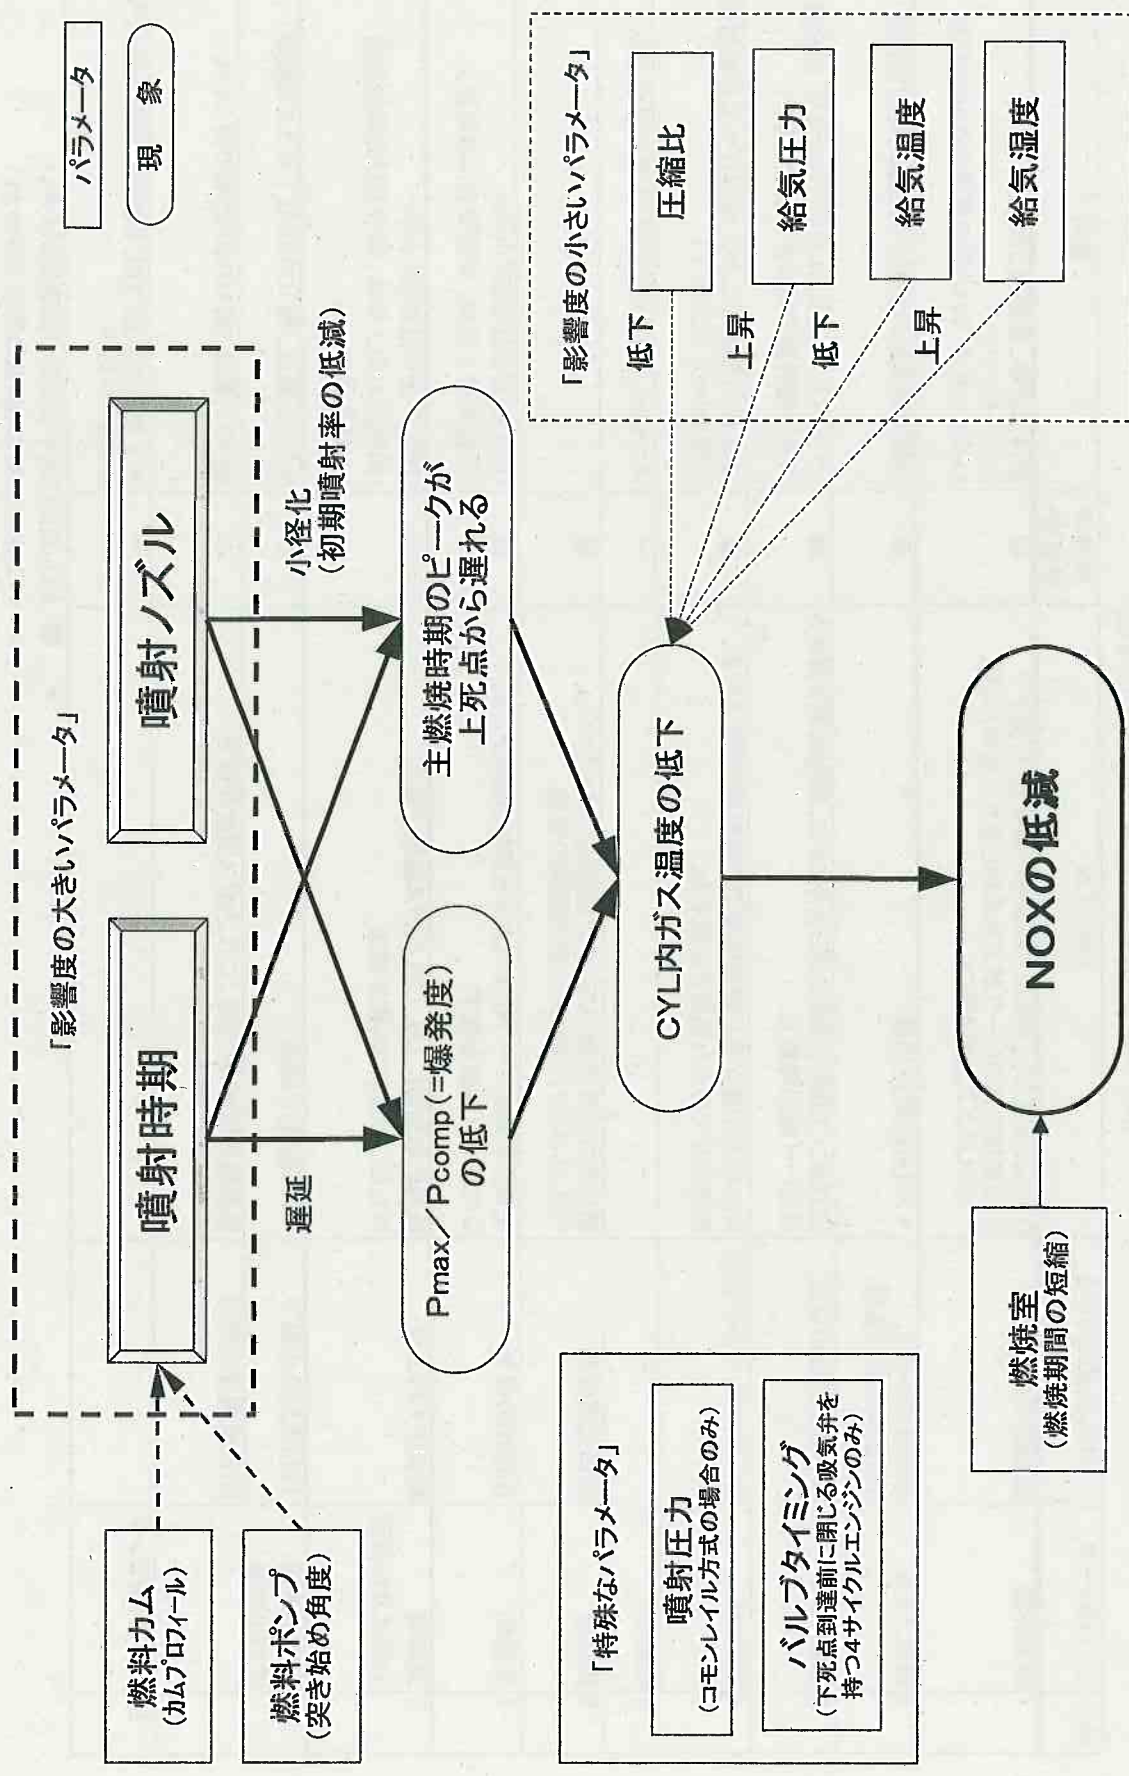 パラメータ
現 象
「影響度の大きいパラメータ」
噴射時期
噴射ノズル
燃料カム
(カムプロフィール)
燃料ポンプ
(突き始め角度)
遅延
小径化
(初期噴射率の低減)
Pmax/Pcomp(=爆発度)
の低下
主燃焼時期のピークが
上死点から遅れる
「特殊なパラメータ」
噴射圧力
(コモンレイル方式の場合のみ)
バルブタイミング
(下死点到達前に閉じる吸気弁を
持つ4サイクルエンジンのみ)
CYL内ガス温度の低下
「影響度の小さいパラメータ」
低下
圧縮比
上昇
給気圧力
低下
給気温度
上昇
給気湿度
燃焼室
(燃焼期間の短縮)
NOXの低減